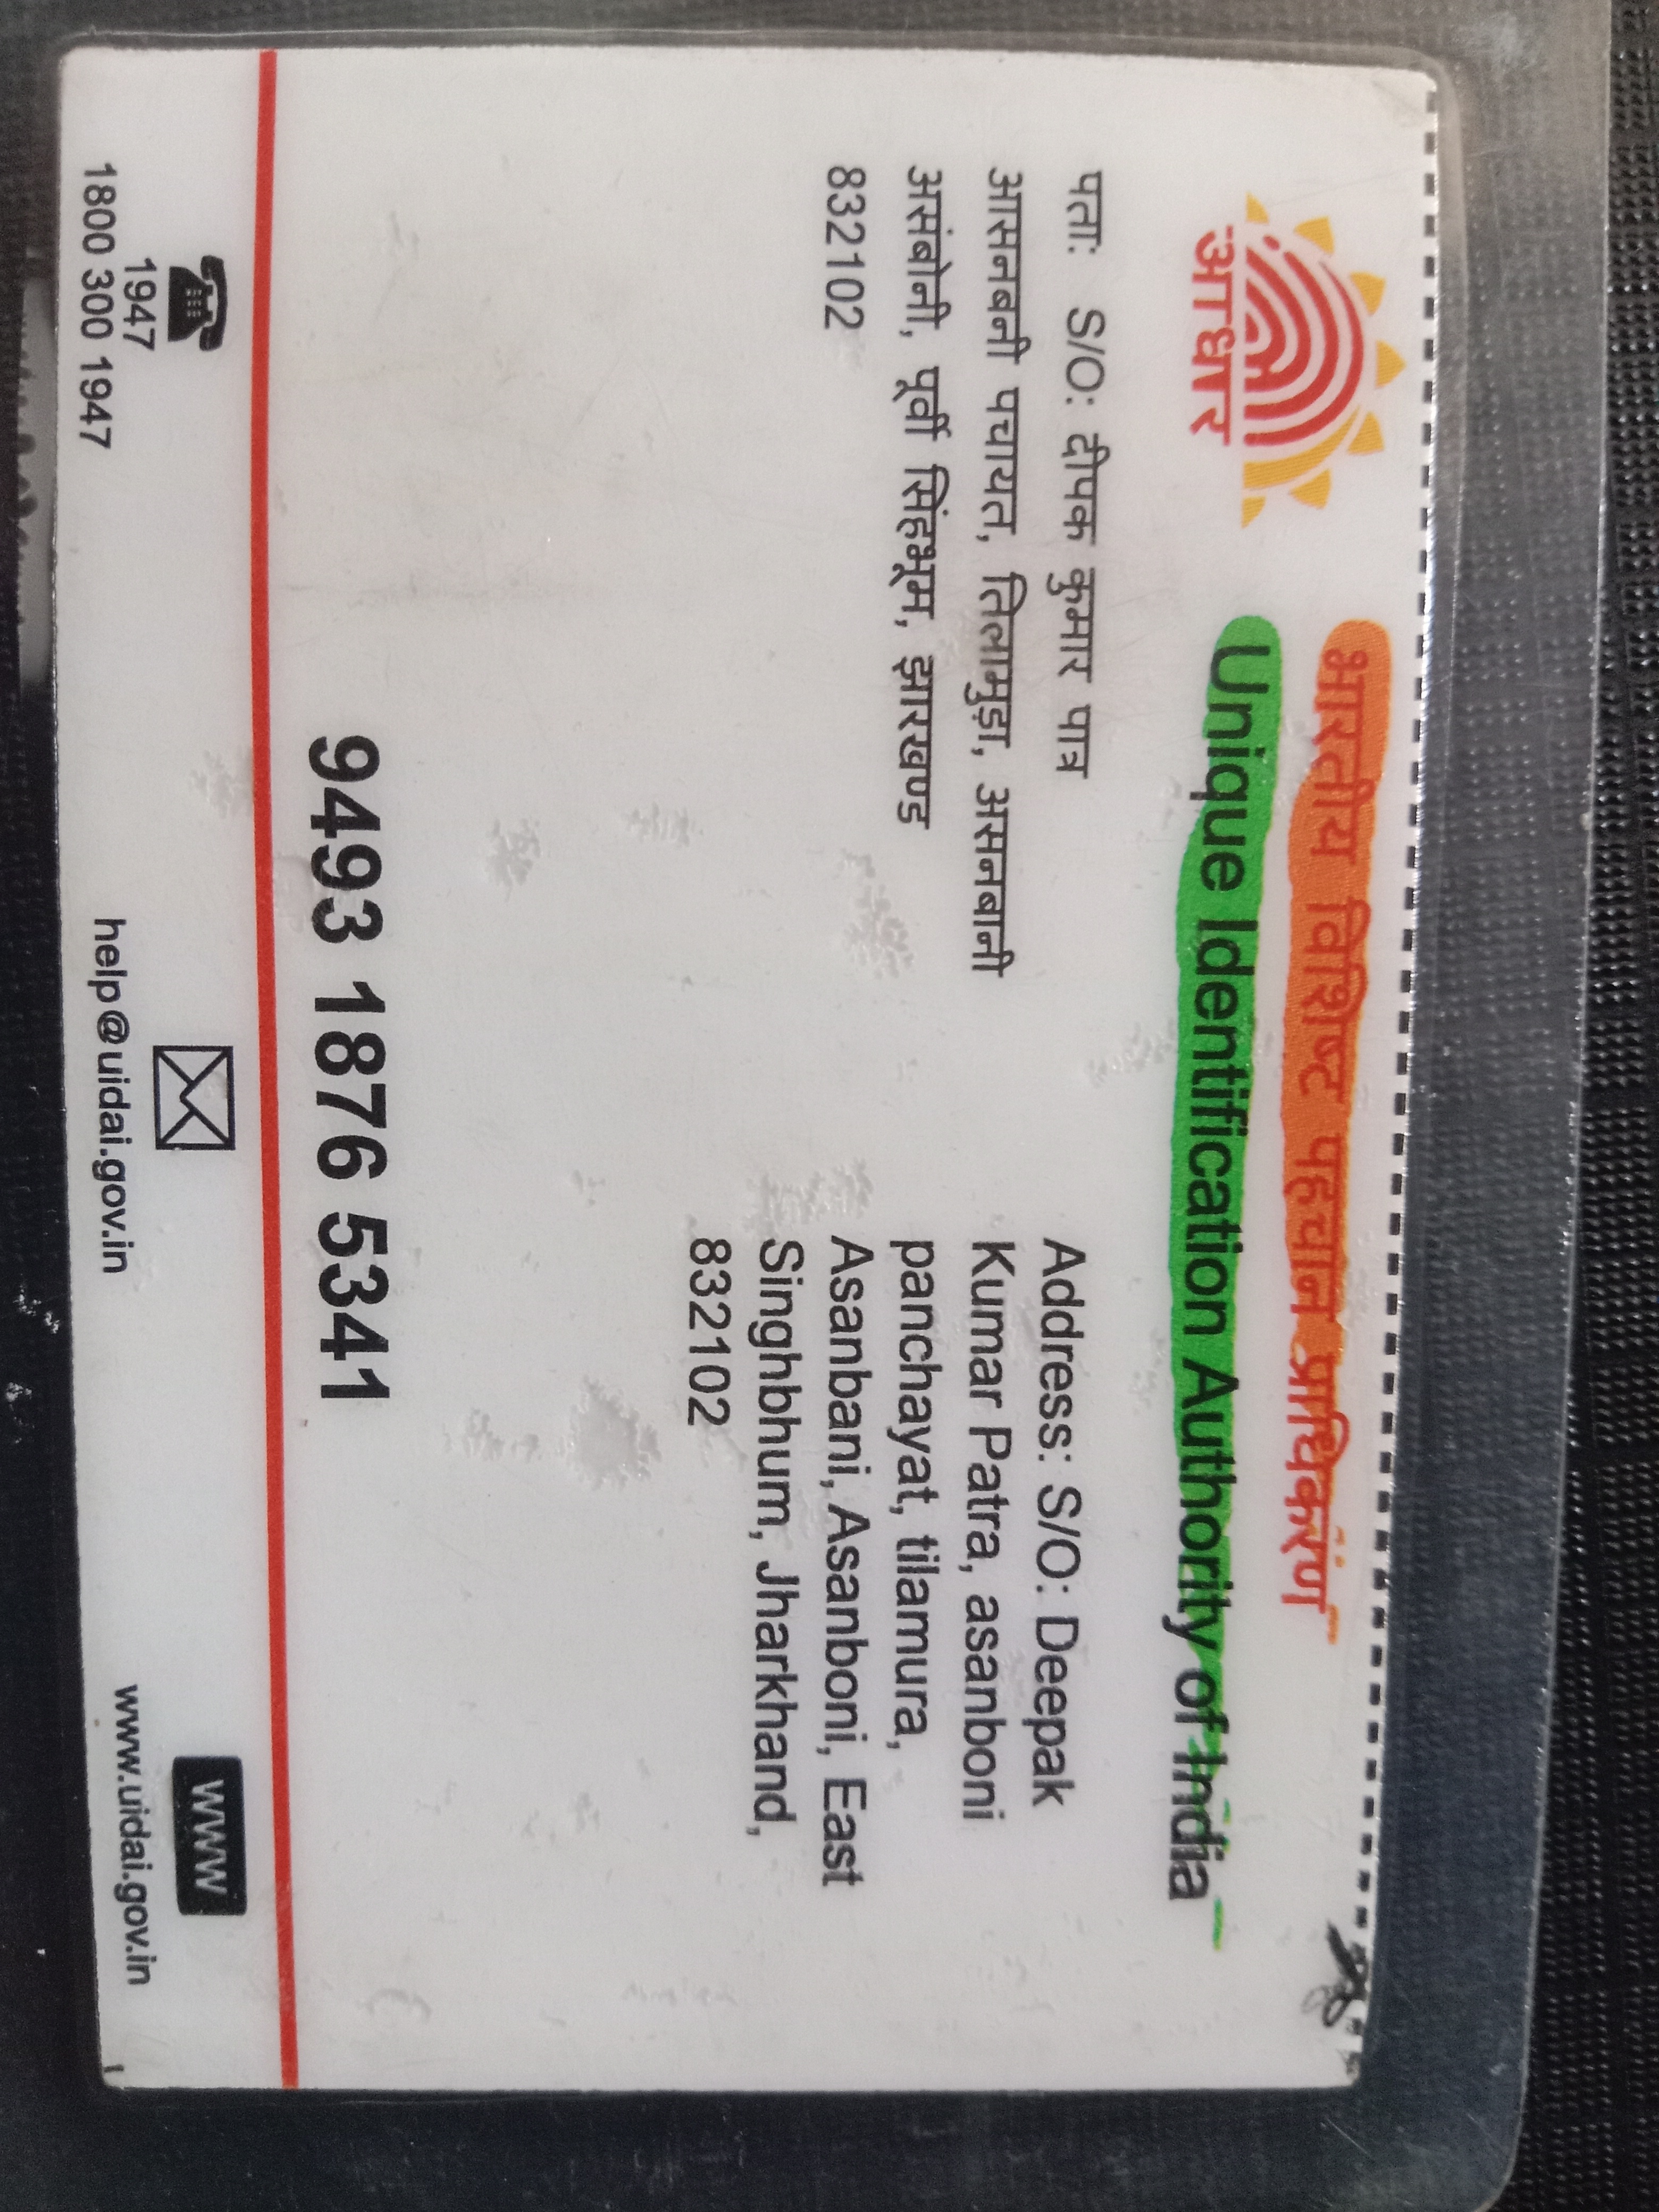 आधार
भारतीय विशिष्ट पहचान प्राधिकरण
Unique Identification Authority of India
पता: S/O: दीपक कुमार पात्र
आसनबनी पचायत, तिलामुड़ा, असनबानी
असंबोनी, पूर्वी सिंहभूम, झारखण्ड
832102
Address: S/O: Deepak
Kumar Patra, asanboni
panchayat, tilamura,
Asanbani, Asanboni, East
Singhbhum, Jharkhand,
832102
9493 1876 5341
1947
1800 300 1947
help@uidai.gov.in
www
www.uidai.gov.in